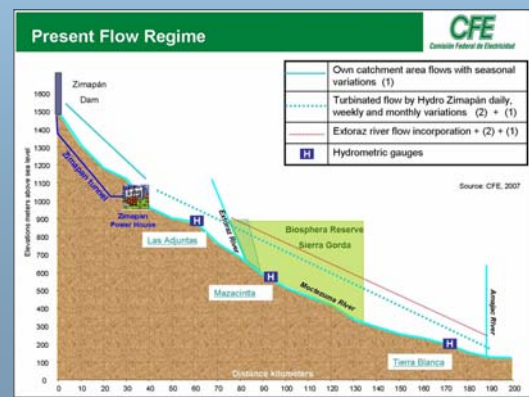 Present Flow Regime
CFE
Comisión Federal de Electricidad
Own catchment area flows with seasonal
variations (1)
Turbinated flow by Hydro Zimapán daily,
weekly and monthly variations (2) + (1)
Extoraz river flow incorporation + (2) + (1)
H
Hydrometric gauges
Source: CFE, 2007
Elevations meters above sea level
1600
1500
1400
1300
1200
1100
1000
900
800
700
600
500
400
300
200
100
0
Zimapán
Dam
Zimapán tunnel
Zimapán
Power House
Las Adjuntas
H
Extoraz River
Biosphera Reserve
Sierra Gorda
Mazacintla
H
Moctezuma River
Tierra Blanca
H
Amajac River
Distance kilometers
0 10 20 30 40 50 60 70 80 90 100 110 120 130 140 150 160 170 180 190 200